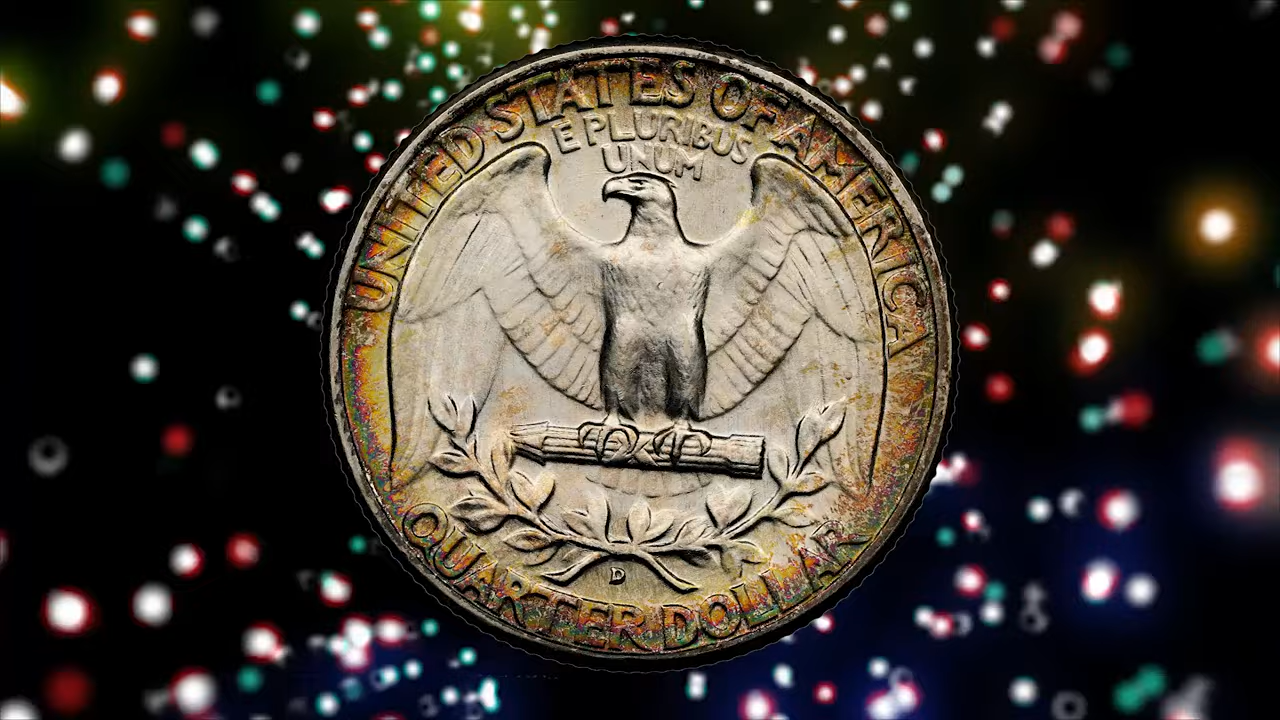 UNITED STATES OF AMERICA
E PLURIBUS
UNUM
D
QUARTER DOLLAR